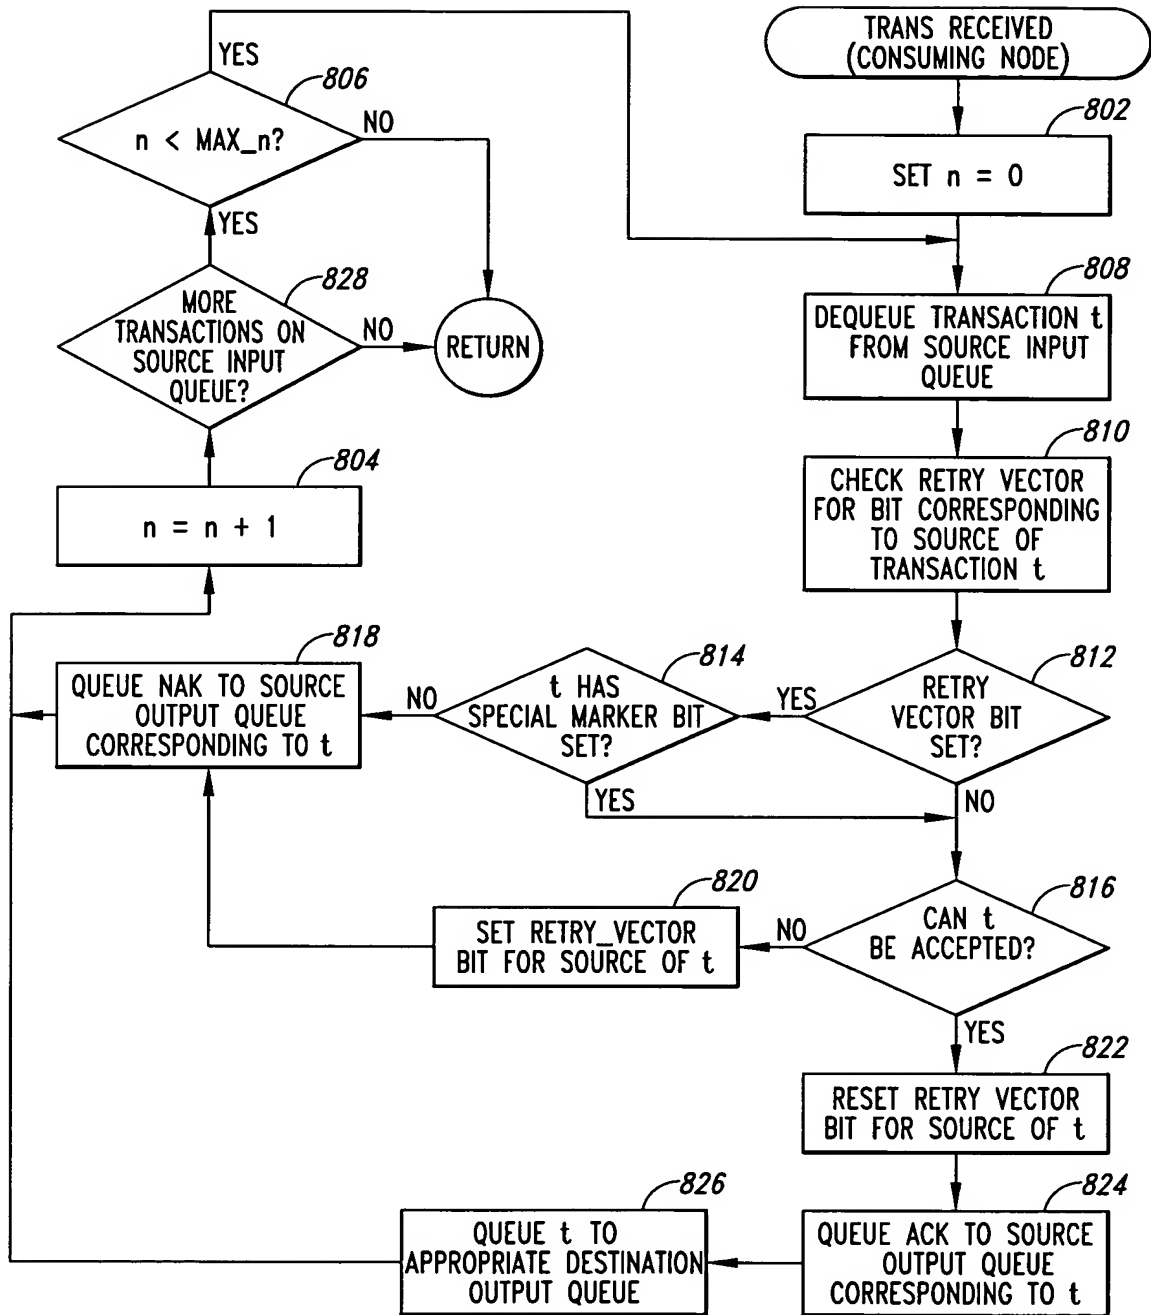 TRANS RECEIVED
(CONSUMING NODE)
802
SET n = 0
YES
806
n < MAX_n?
NO
YES
828
MORE
TRANSACTIONS ON
SOURCE INPUT
QUEUE?
NO
RETURN
804
n = n + 1
808
DEQUEUE TRANSACTION t
FROM SOURCE INPUT
QUEUE
810
CHECK RETRY VECTOR
FOR BIT CORRESPONDING
TO SOURCE OF
TRANSACTION t
812
RETRY
VECTOR BIT
SET?
YES
NO
814
t HAS
SPECIAL MARKER BIT
SET?
NO
YES
818
QUEUE NAK TO SOURCE
OUTPUT QUEUE
CORRESPONDING TO t
816
CAN t
BE ACCEPTED?
NO
YES
820
SET RETRY_VECTOR
BIT FOR SOURCE OF t
822
RESET RETRY VECTOR
BIT FOR SOURCE OF t
824
QUEUE ACK TO SOURCE
OUTPUT QUEUE
CORRESPONDING TO t
826
QUEUE t TO
APPROPRIATE DESTINATION
OUTPUT QUEUE